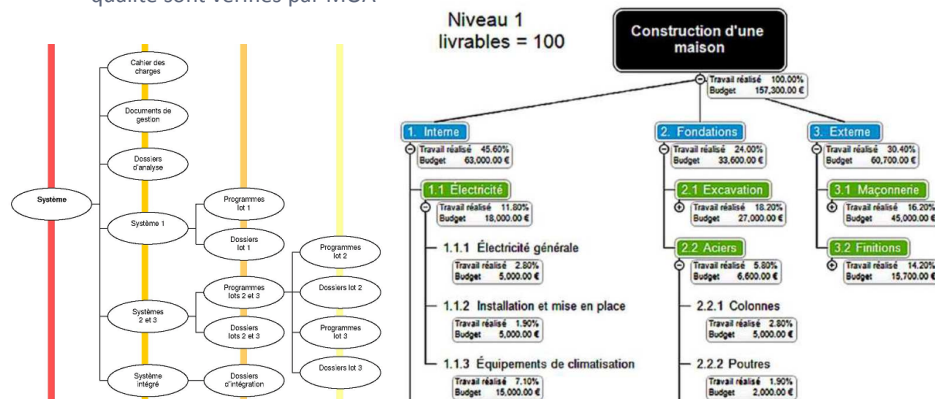 qualité sont vérifiés par MOA
Cahier des
charges
Documents de
gestion
Dossiers
d'analyse
Système
Système 1
Programmes
lot 1
Dossiers
lot 1
Systèmes
2 et 3
Programmes
lots 2 et 3
Dossiers
lots 2 et 3
Programmes
lot 2
Dossiers lot 2
Programmes
lot 3
Dossiers lot 3
Système
intégré
Dossiers
d'intégration
Niveau 1
livrables = 100
Construction d'une
maison
Travail réalisé 100.00%
Budget 157,300.00 €
1. Interne
Travail réalisé 45.60%
Budget 63,000.00 €
1.1 Électricité
Travail réalisé 11.80%
Budget 18,000.00 €
1.1.1 Électricité générale
Travail réalisé 2.80%
Budget 5,000.00 €
1.1.2 Installation et mise en place
Travail réalisé 1.90%
Budget 5,000.00 €
1.1.3 Équipements de climatisation
Travail réalisé 7.10%
Budget 15,000.00 €
2. Fondations
Travail réalisé 24.00%
Budget 33,600.00 €
2.1 Excavation
Travail réalisé 18.20%
Budget 27,000.00 €
2.2 Aciers
Travail réalisé 5.80%
Budget 6,600.00 €
2.2.1 Colonnes
Travail réalisé 2.80%
Budget 5,000.00 €
2.2.2 Poutres
Travail réalisé 1.90%
Budget 2,000.00 €
3. Externe
Travail réalisé 30.40%
Budget 60,700.00 €
3.1 Maçonnerie
Travail réalisé 16.20%
Budget 45,000.00 €
3.2 Finitions
Travail réalisé 14.20%
Budget 15,700.00 €